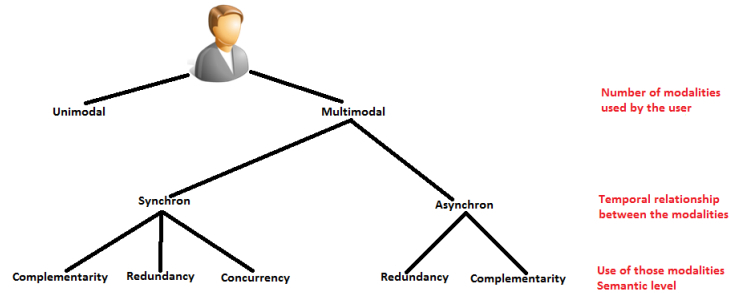 Number of modalities
used by the user
Unimodal
Multimodal
Synchron
Asynchron
Temporal relationship
between the modalities
Complementarity
Redundancy
Concurrency
Redundancy
Complementarity
Use of those modalities
Semantic level